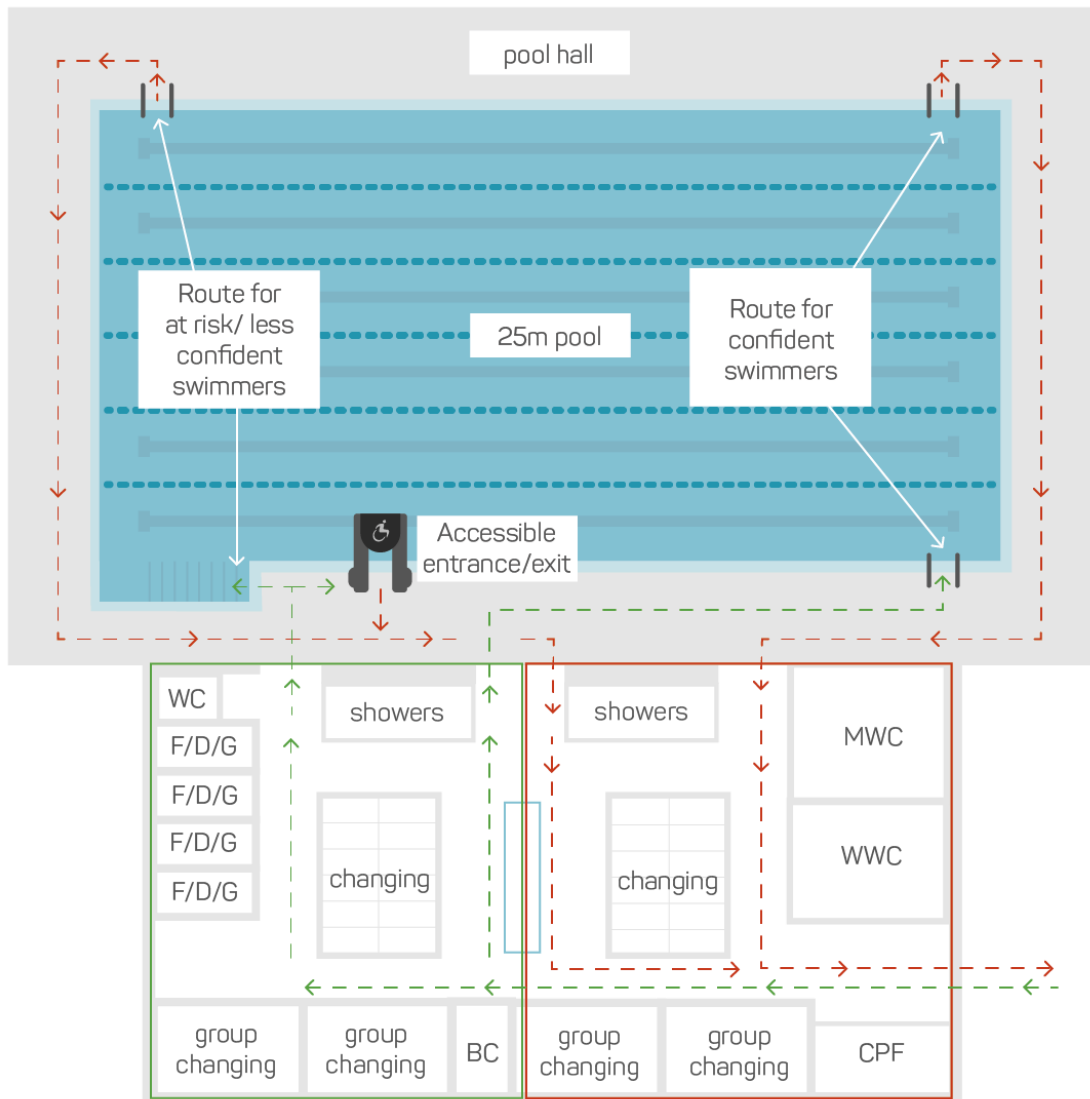 pool hall
Route for
at risk/ less
confident
swimmers
25m pool
Route for
confident
swimmers
Accessible
entrance/exit
WC
F/D/G
F/D/G
F/D/G
F/D/G
showers
changing
group
changing
group
changing
BC
showers
changing
MWC
WWC
group
changing
group
changing
CPF